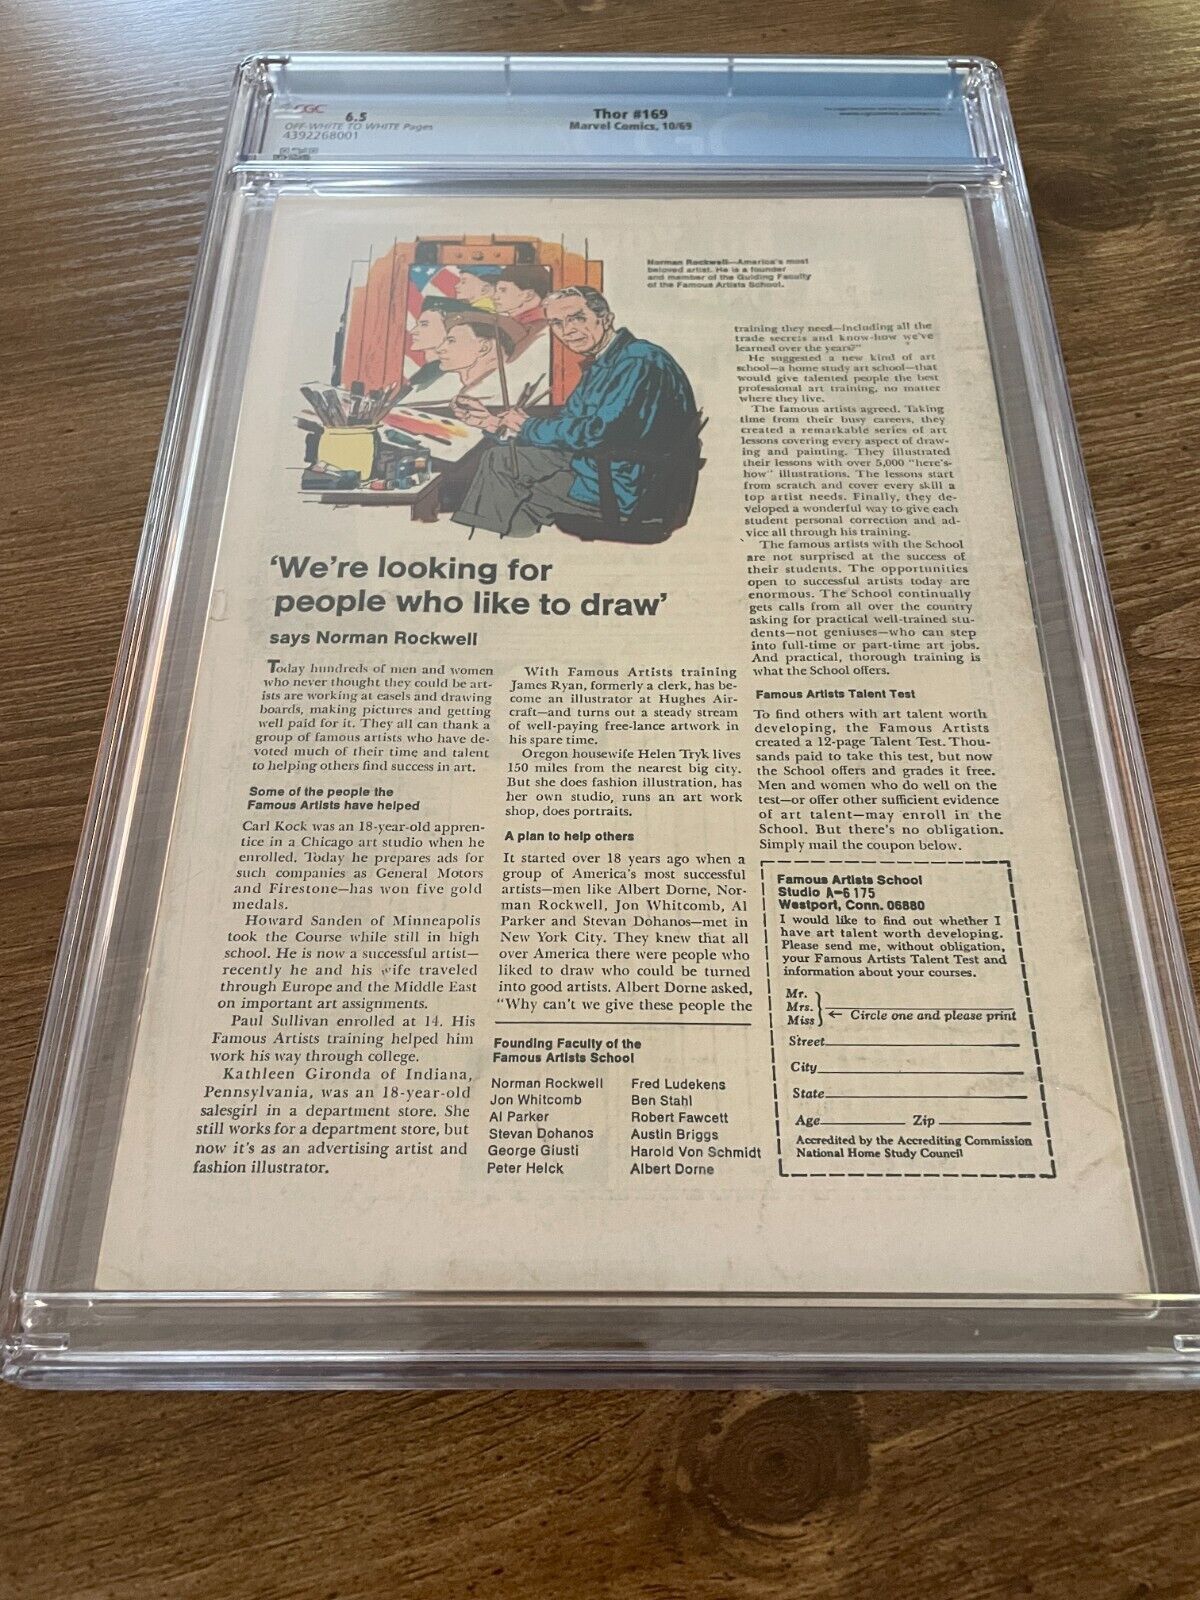 CGC
6.5
OFF-WHITE TO WHITE Pages
4392268001
Thor #169
Marvel Comics, 10/69
Norman Rockwell—America's most
beloved artist. He is a founder
and member of the Guiding Faculty
of the Famous Artists School.
'We're looking for
people who like to draw'
says Norman Rockwell
Today hundreds of men and women
who never thought they could be art-
ists are working at easels and drawing
boards, making pictures and getting
well paid for it. They all can thank a
group of famous artists who have de-
voted much of their time and talent
to helping others find success in art.
Some of the people the
Famous Artists have helped
Carl Kock was an 18-year-old appren-
tice in a Chicago art studio when he
enrolled. Today he prepares ads for
such companies as General Motors
and Firestone—has won five gold
medals.
Howard Sanden of Minneapolis
took the Course while still in high
school. He is now a successful artist—
recently he and his wife traveled
through Europe and the Middle East
on important art assignments.
Paul Sullivan enrolled at 14. His
Famous Artists training helped him
work his way through college.
Kathleen Gironda of Indiana,
Pennsylvania, was an 18-year-old
salesgirl in a department store. She
still works for a department store, but
now it's as an advertising artist and
fashion illustrator.
With Famous Artists training
James Ryan, formerly a clerk, has be-
come an illustrator at Hughes Air-
craft—and turns out a steady stream
of well-paying free-lance artwork in
his spare time.
Oregon housewife Helen Tryk lives
150 miles from the nearest big city.
But she does fashion illustration, has
her own studio, runs an art work
shop, does portraits.
A plan to help others
It started over 18 years ago when a
group of America's most successful
artists—men like Albert Dorne, Nor-
man Rockwell, Jon Whitcomb, Al
Parker and Stevan Dohanos—met in
New York City. They knew that all
over America there were people who
liked to draw who could be turned
into good artists. Albert Dorne asked,
"Why can't we give these people the
training they need—including all the
trade secrets and know-how we've
learned over the years?"
He suggested a new kind of art
school—a home study art school—that
would give talented people the best
professional art training, no matter
where they live.
The famous artists agreed. Taking
time from their busy careers, they
created a remarkable series of art
lessons covering every aspect of draw-
ing and painting. They illustrated
their lessons with over 5,000 "here's-
how" illustrations. The lessons start
from scratch and cover every skill a
top artist needs. Finally, they de-
veloped a wonderful way to give each
student personal correction and ad-
vice all through his training.
The famous artists with the School
are not surprised at the success of
their students. The opportunities
open to successful artists today are
enormous. The School continually
gets calls from all over the country
asking for practical well-trained stu-
dents—not geniuses—who can step
into full-time or part-time art jobs.
And practical, thorough training is
what the School offers.
Famous Artists Talent Test
To find others with art talent worth
developing, the Famous Artists
created a 12-page Talent Test. Thou-
sands paid to take this test, but now
the School offers and grades it free.
Men and women who do well on the
test—or offer other sufficient evidence
of art talent—may enroll in the
School. But there's no obligation.
Simply mail the coupon below.
Founding Faculty of the
Famous Artists School
Norman Rockwell
Jon Whitcomb
Al Parker
Stevan Dohanos
George Giusti
Peter Helck
Fred Ludekens
Ben Stahl
Robert Fawcett
Austin Briggs
Harold Von Schmidt
Albert Dorne
Famous Artists School
Studio A-6175
Westport, Conn. 06880
I would like to find out whether I
have art talent worth developing.
Please send me, without obligation,
your Famous Artists Talent Test and
information about your courses.
Mr.
Mrs.
Miss
← Circle one and please print
Street
City
State
Age Zip
Accredited by the Accrediting Commission
National Home Study Council